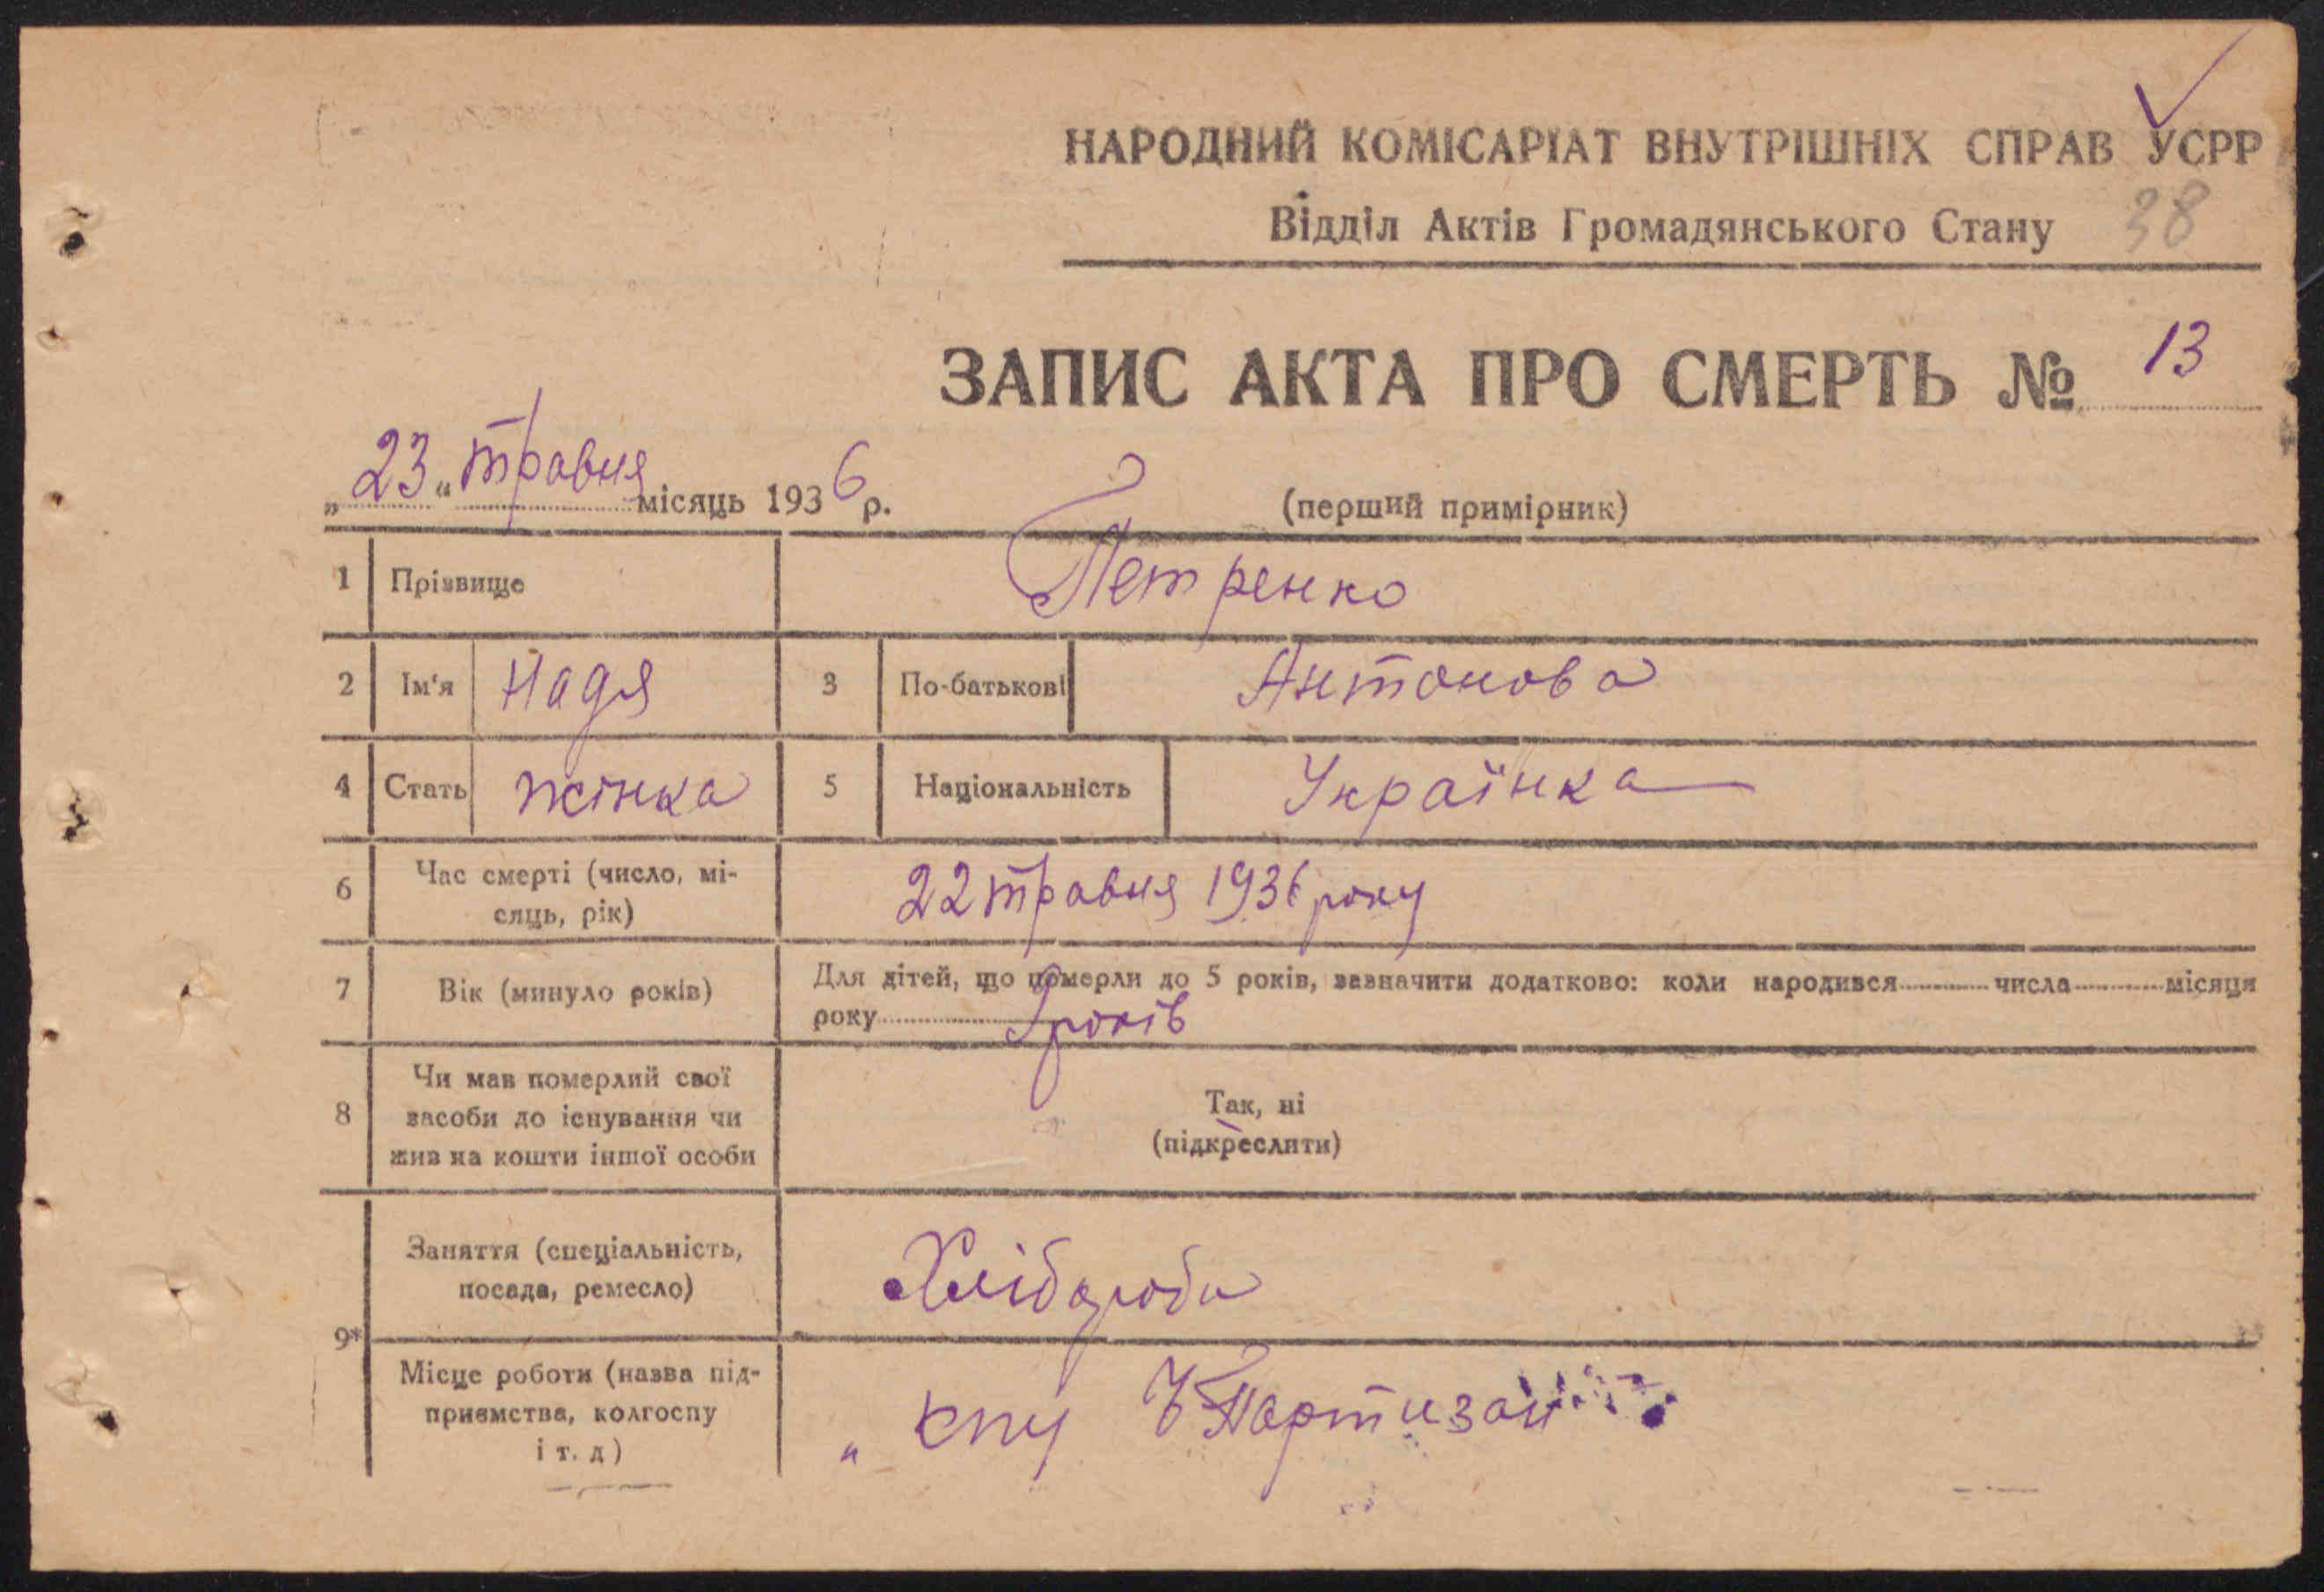 НАРОДНИЙ КОМІСАРІАТ ВНУТРІШНІХ СПРАВ УСРР
Відділ Актів Громадянського Стану 38
ЗАПИС АКТА ПРО СМЕРТЬ № 13
„23“ травня місяць 1936 р.
(перший примірник)
1 Прізвище Петренко
2 Ім'я Надя 3 По-батькові Антонова
4 Стать жінка 5 Національність Українка
6 Час смерті (число, мі-
сяць, рік) 22 травня 1936 року
7 Вік (минуло років) Для дітей, що померли до 5 років, зазначити додатково: коли народився числа місяця
року років
8 Чи мав померлий свої
засоби до існування чи
жив на кошти іншої особи
Так, ні
(підкреслити)
9* Заняття (спеціальність,
посада, ремесло) Хлібороби
Місце роботи (назва під-
приємства, колгоспу
і т. д) Партизан